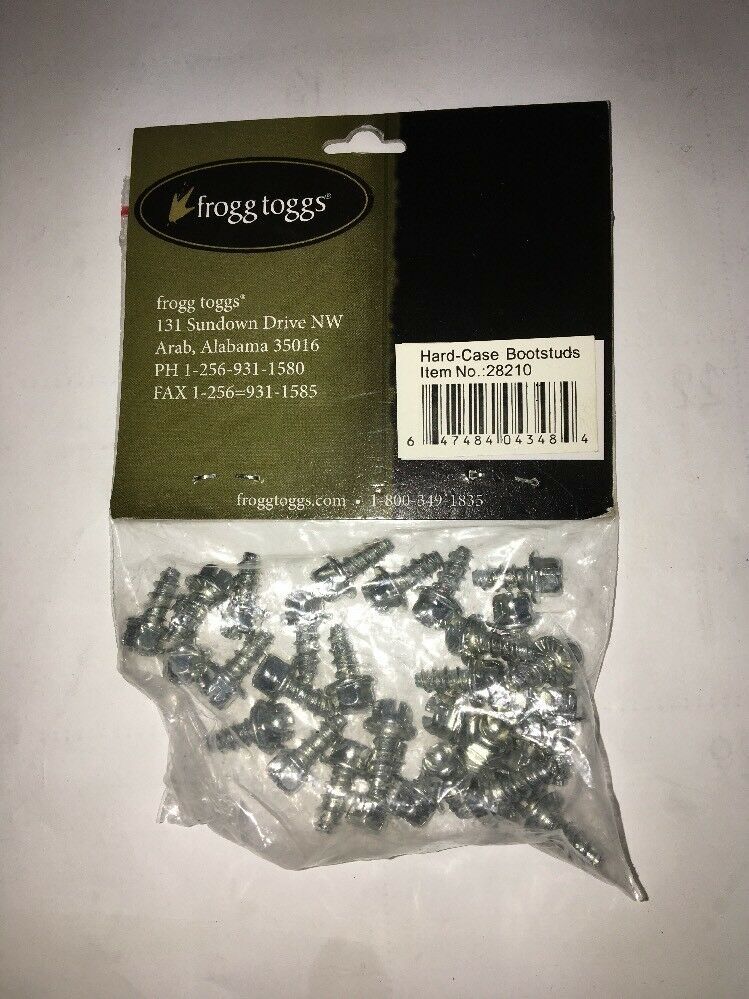 frogg toggs®
frogg toggs®
131 Sundown Drive NW
Arab, Alabama 35016
PH 1-256-931-1580
FAX 1-256=931-1585
Hard-Case Bootstuds
Item No.:28210
6 47484 04348 4
froggtoggs.com • 1-800-349-1835